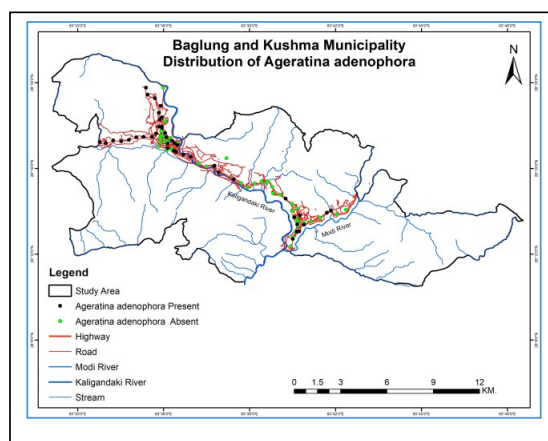 Baglung and Kushma Municipality
Distribution of Ageratina adenophora
N
Kaligandaki River
Modi River
Legend
Study Area
Ageratina adenophora Present
Ageratina adenophora Absent
Highway
Road
Modi River
Kaligandaki River
Stream
0 1.5 3 6 9 12
KM.